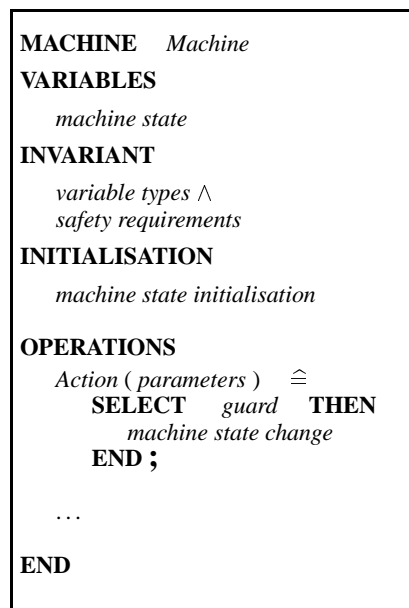 MACHINE Machine
VARIABLES
machine state
INVARIANT
variable types ∧
safety requirements
INITIALISATION
machine state initialisation
OPERATIONS
Action ( parameters ) ≙
SELECT guard THEN
machine state change
END ;
...
END